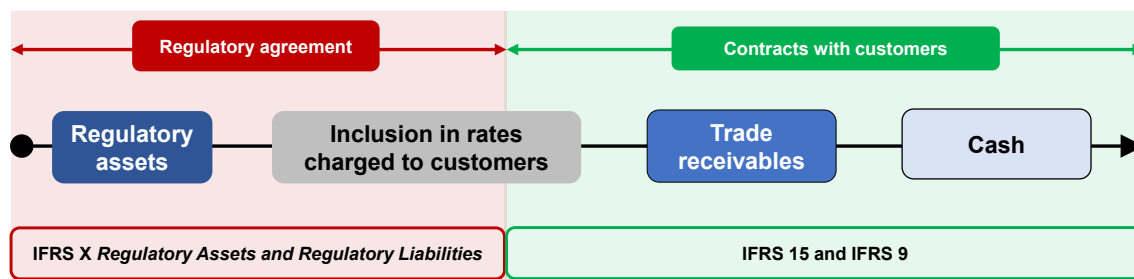 Regulatory agreement
Contracts with customers
Regulatory
assets
Inclusion in rates
charged to customers
Trade
receivables
Cash
IFRS X Regulatory Assets and Regulatory Liabilities
IFRS 15 and IFRS 9